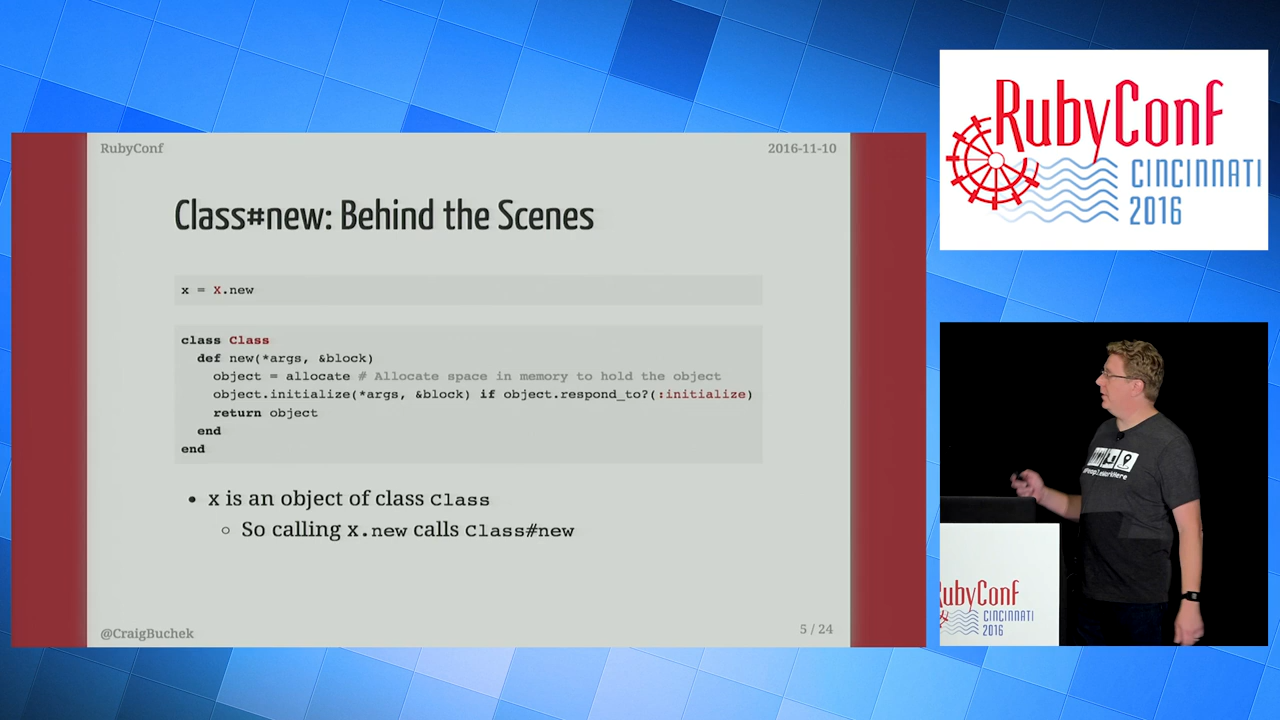 RubyConf
2016-11-10
Class#new: Behind the Scenes
x = X.new
class Class
def new(*args, &block)
object = allocate # Allocate space in memory to hold the object
object.initialize(*args, &block) if object.respond_to?(:initialize)
return object
end
end
• x is an object of class Class
○ So calling x.new calls Class#new
@CraigBuchek
5 / 24
RubyConf
CINCINNATI
2016
RubyConf
CINCINNATI
2016